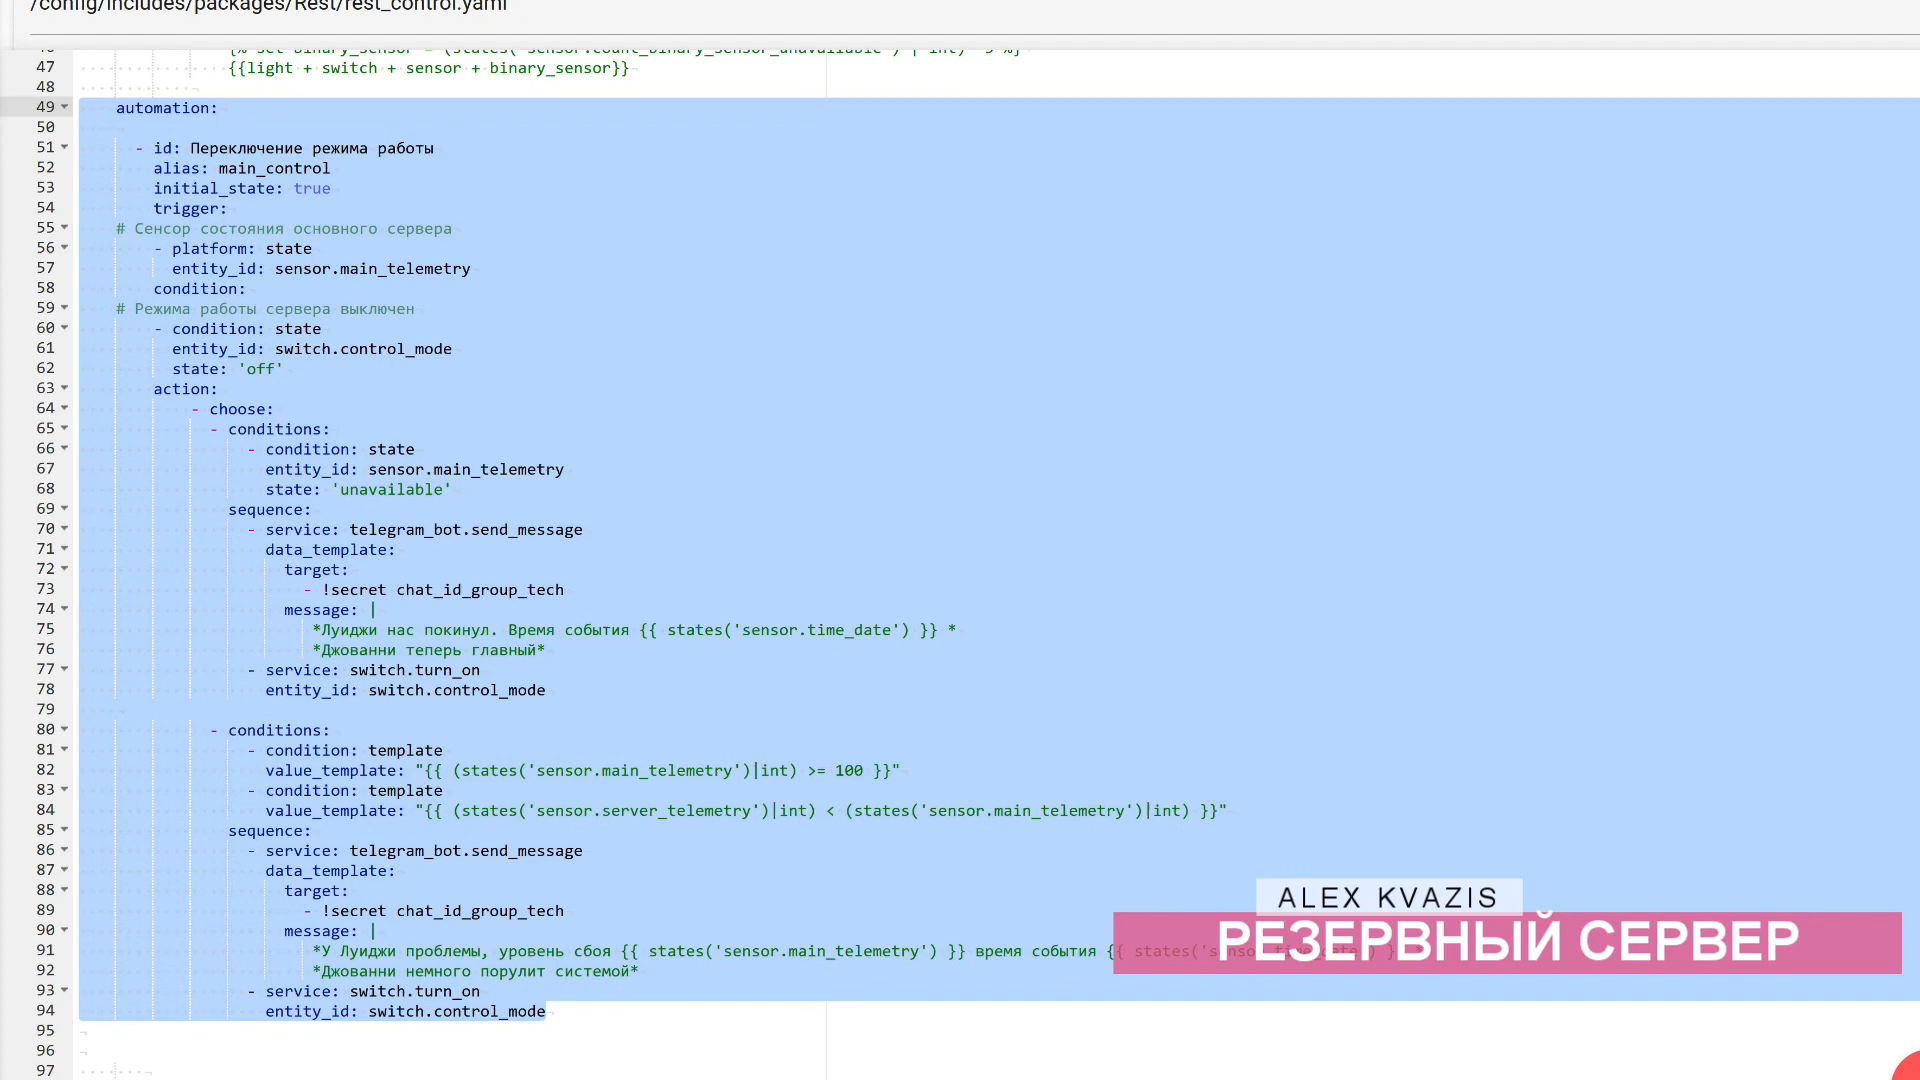 /config/includes/packages/Rest/rest_control.yaml
{% set binary_sensor = (states('sensor.count_binary_sensor_unavailable') | int)
47 {{light + switch + sensor + binary_sensor}}
48
49 automation:
50
51 - id: Переключение режима работы
52 alias: main_control
53 initial_state: true
54 trigger:
55 # Сенсор состояния основного сервера
56 - platform: state
57 entity_id: sensor.main_telemetry
58 condition:
59 # Режима работы сервера выключен
60 - condition: state
61 entity_id: switch.control_mode
62 state: 'off'
63 action:
64 - choose:
65 - conditions:
66 - condition: state
67 entity_id: sensor.main_telemetry
68 state: 'unavailable'
69 sequence:
70 - service: telegram_bot.send_message
71 data_template:
72 target:
73 - !secret chat_id_group_tech
74 message: |
75 *Луиджи нас покинул. Время события {{ states('sensor.time_date') }} *
76 *Джованни теперь главный*
77 - service: switch.turn_on
78 entity_id: switch.control_mode
79
80 - conditions:
81 - condition: template
82 value_template: "{{ (states('sensor.main_telemetry')|int) >= 100 }}"
83 - condition: template
84 value_template: "{{ (states('sensor.server_telemetry')|int) < (states('sensor.main_telemetry')|int) }}"
85 sequence:
86 - service: telegram_bot.send_message
87 data_template:
88 target:
89 - !secret chat_id_group_tech
90 message: |
91 *У Луиджи проблемы, уровень сбоя {{ states('sensor.main_telemetry') }} время события {{ states('sensor.time_date') }} *
92 *Джованни немного порулит системой*
93 - service: switch.turn_on
94 entity_id: switch.control_mode
95
96
97
ALEX KVAZIS
РЕЗЕРВНЫЙ СЕРВЕР